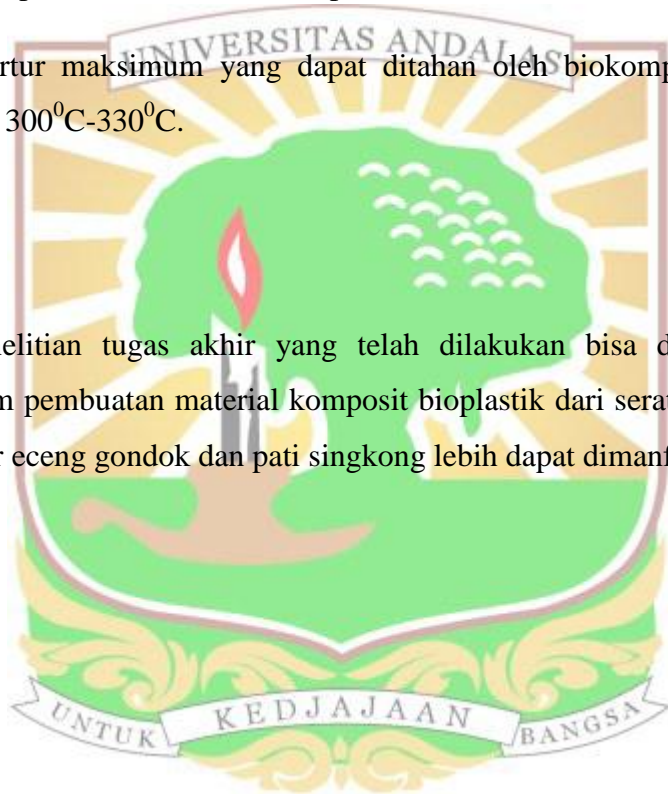 UNIVERSITAS ANDALAS
rtur maksimum yang dapat ditahan oleh biokomp
300⁰C-330⁰C.
elitian tugas akhir yang telah dilakukan bisa d
m pembuatan material komposit bioplastik dari serat
r eceng gondok dan pati singkong lebih dapat dimanf
UNTUK KEDJAJAAN BANGSA